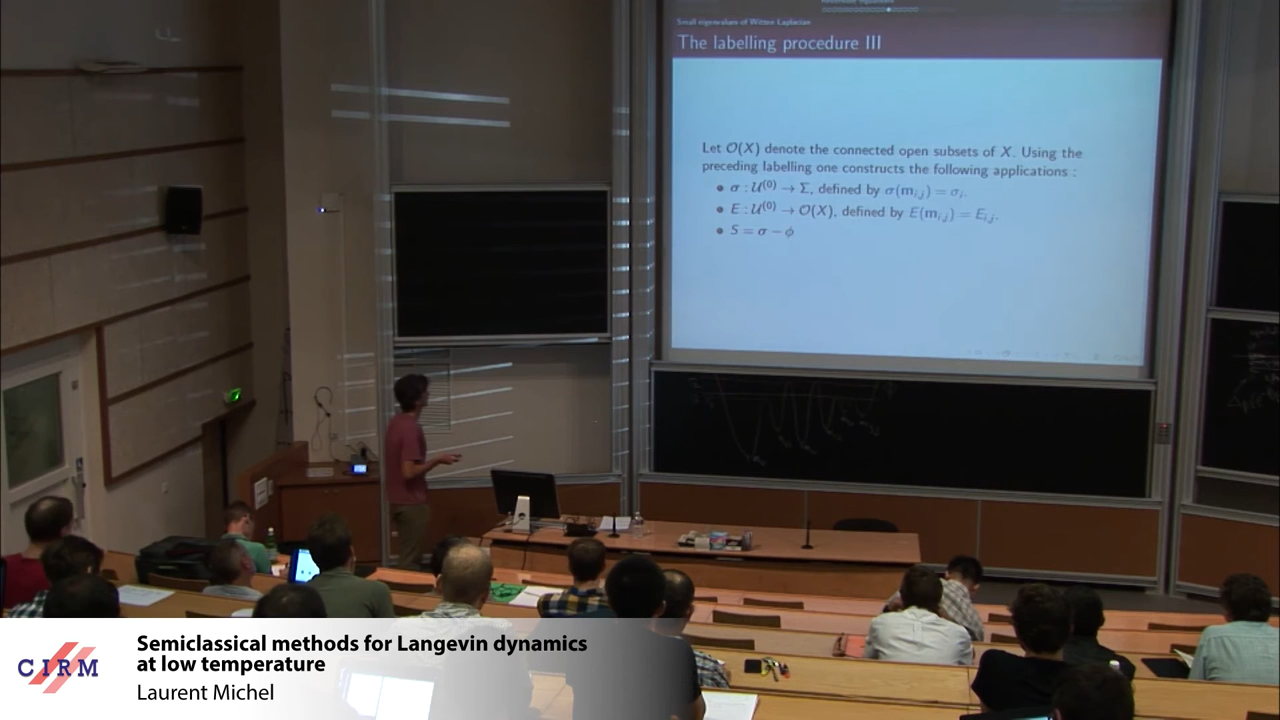 Small eigenvalues of Witten Laplacian
The labelling procedure III
Let O(X) denote the connected open subsets of X. Using the
preceding labelling one constructs the following applications :
• σ : U⁽⁰⁾ → Σ, defined by σ(m_{i,j}) = σ_i.
• E : U⁽⁰⁾ → O(X), defined by E(m_{i,j}) = E_{i,j}.
• S = σ − ϕ
CIRM
Semiclassical methods for Langevin dynamics
at low temperature
Laurent Michel